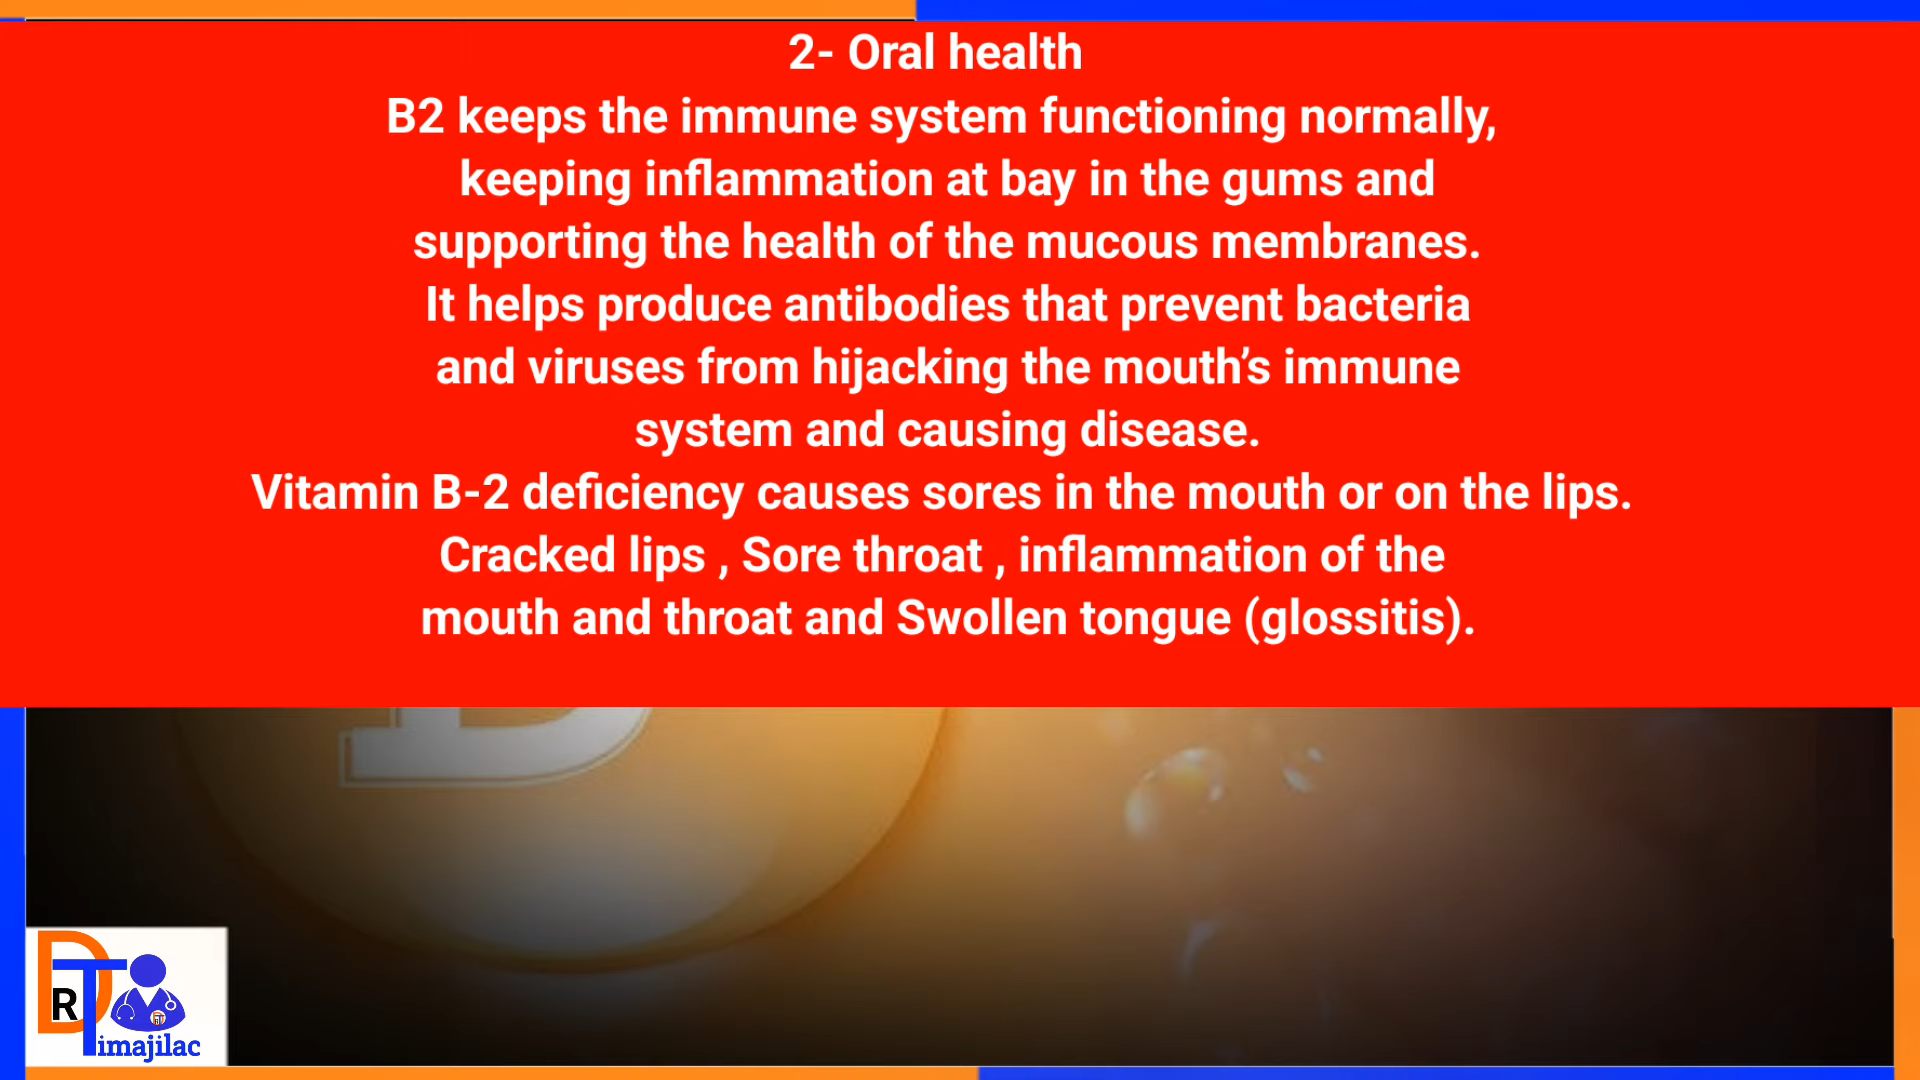 2- Oral health
B2 keeps the immune system functioning normally,
keeping inflammation at bay in the gums and
supporting the health of the mucous membranes.
It helps produce antibodies that prevent bacteria
and viruses from hijacking the mouth’s immune
system and causing disease.
Vitamin B-2 deficiency causes sores in the mouth or on the lips.
Cracked lips , Sore throat , inflammation of the
mouth and throat and Swollen tongue (glossitis).
DR Timajilac